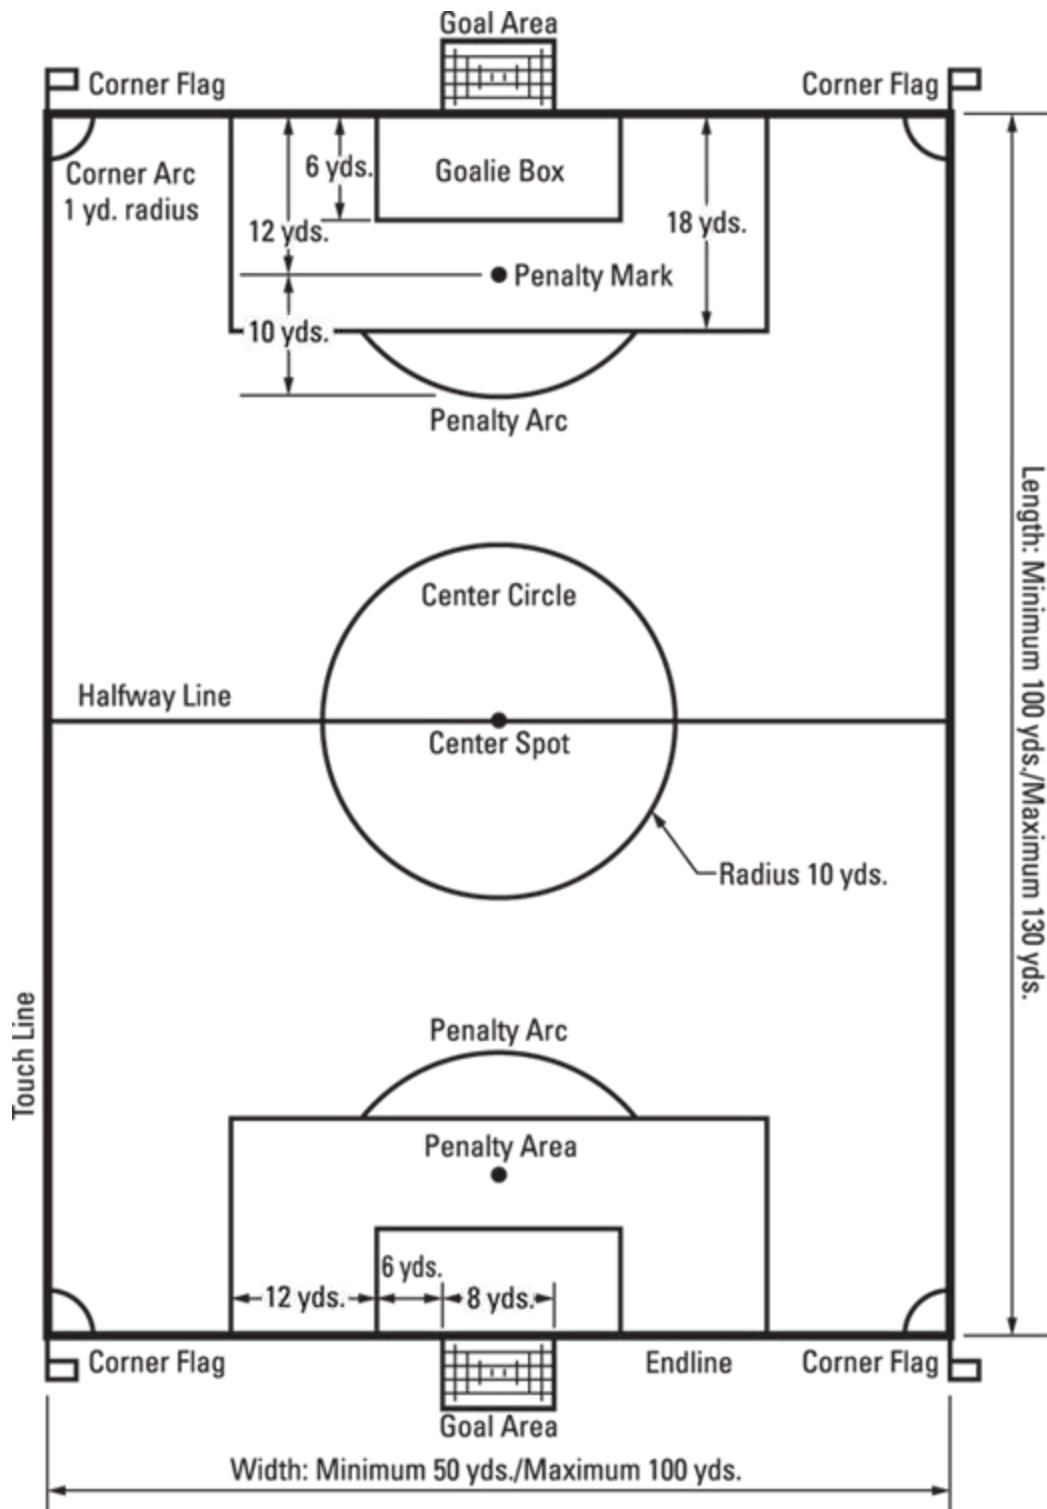 Goal Area
Corner Flag
Corner Flag
Corner Arc
1 yd. radius
6 yds.
Goalie Box
12 yds.
18 yds.
Penalty Mark
10 yds.
Penalty Arc
Length: Minimum 100 yds./Maximum 130 yds.
Center Circle
Halfway Line
Center Spot
Radius 10 yds.
Touch Line
Penalty Arc
Penalty Area
6 yds.
12 yds.
8 yds.
Corner Flag
Endline
Corner Flag
Goal Area
Width: Minimum 50 yds./Maximum 100 yds.